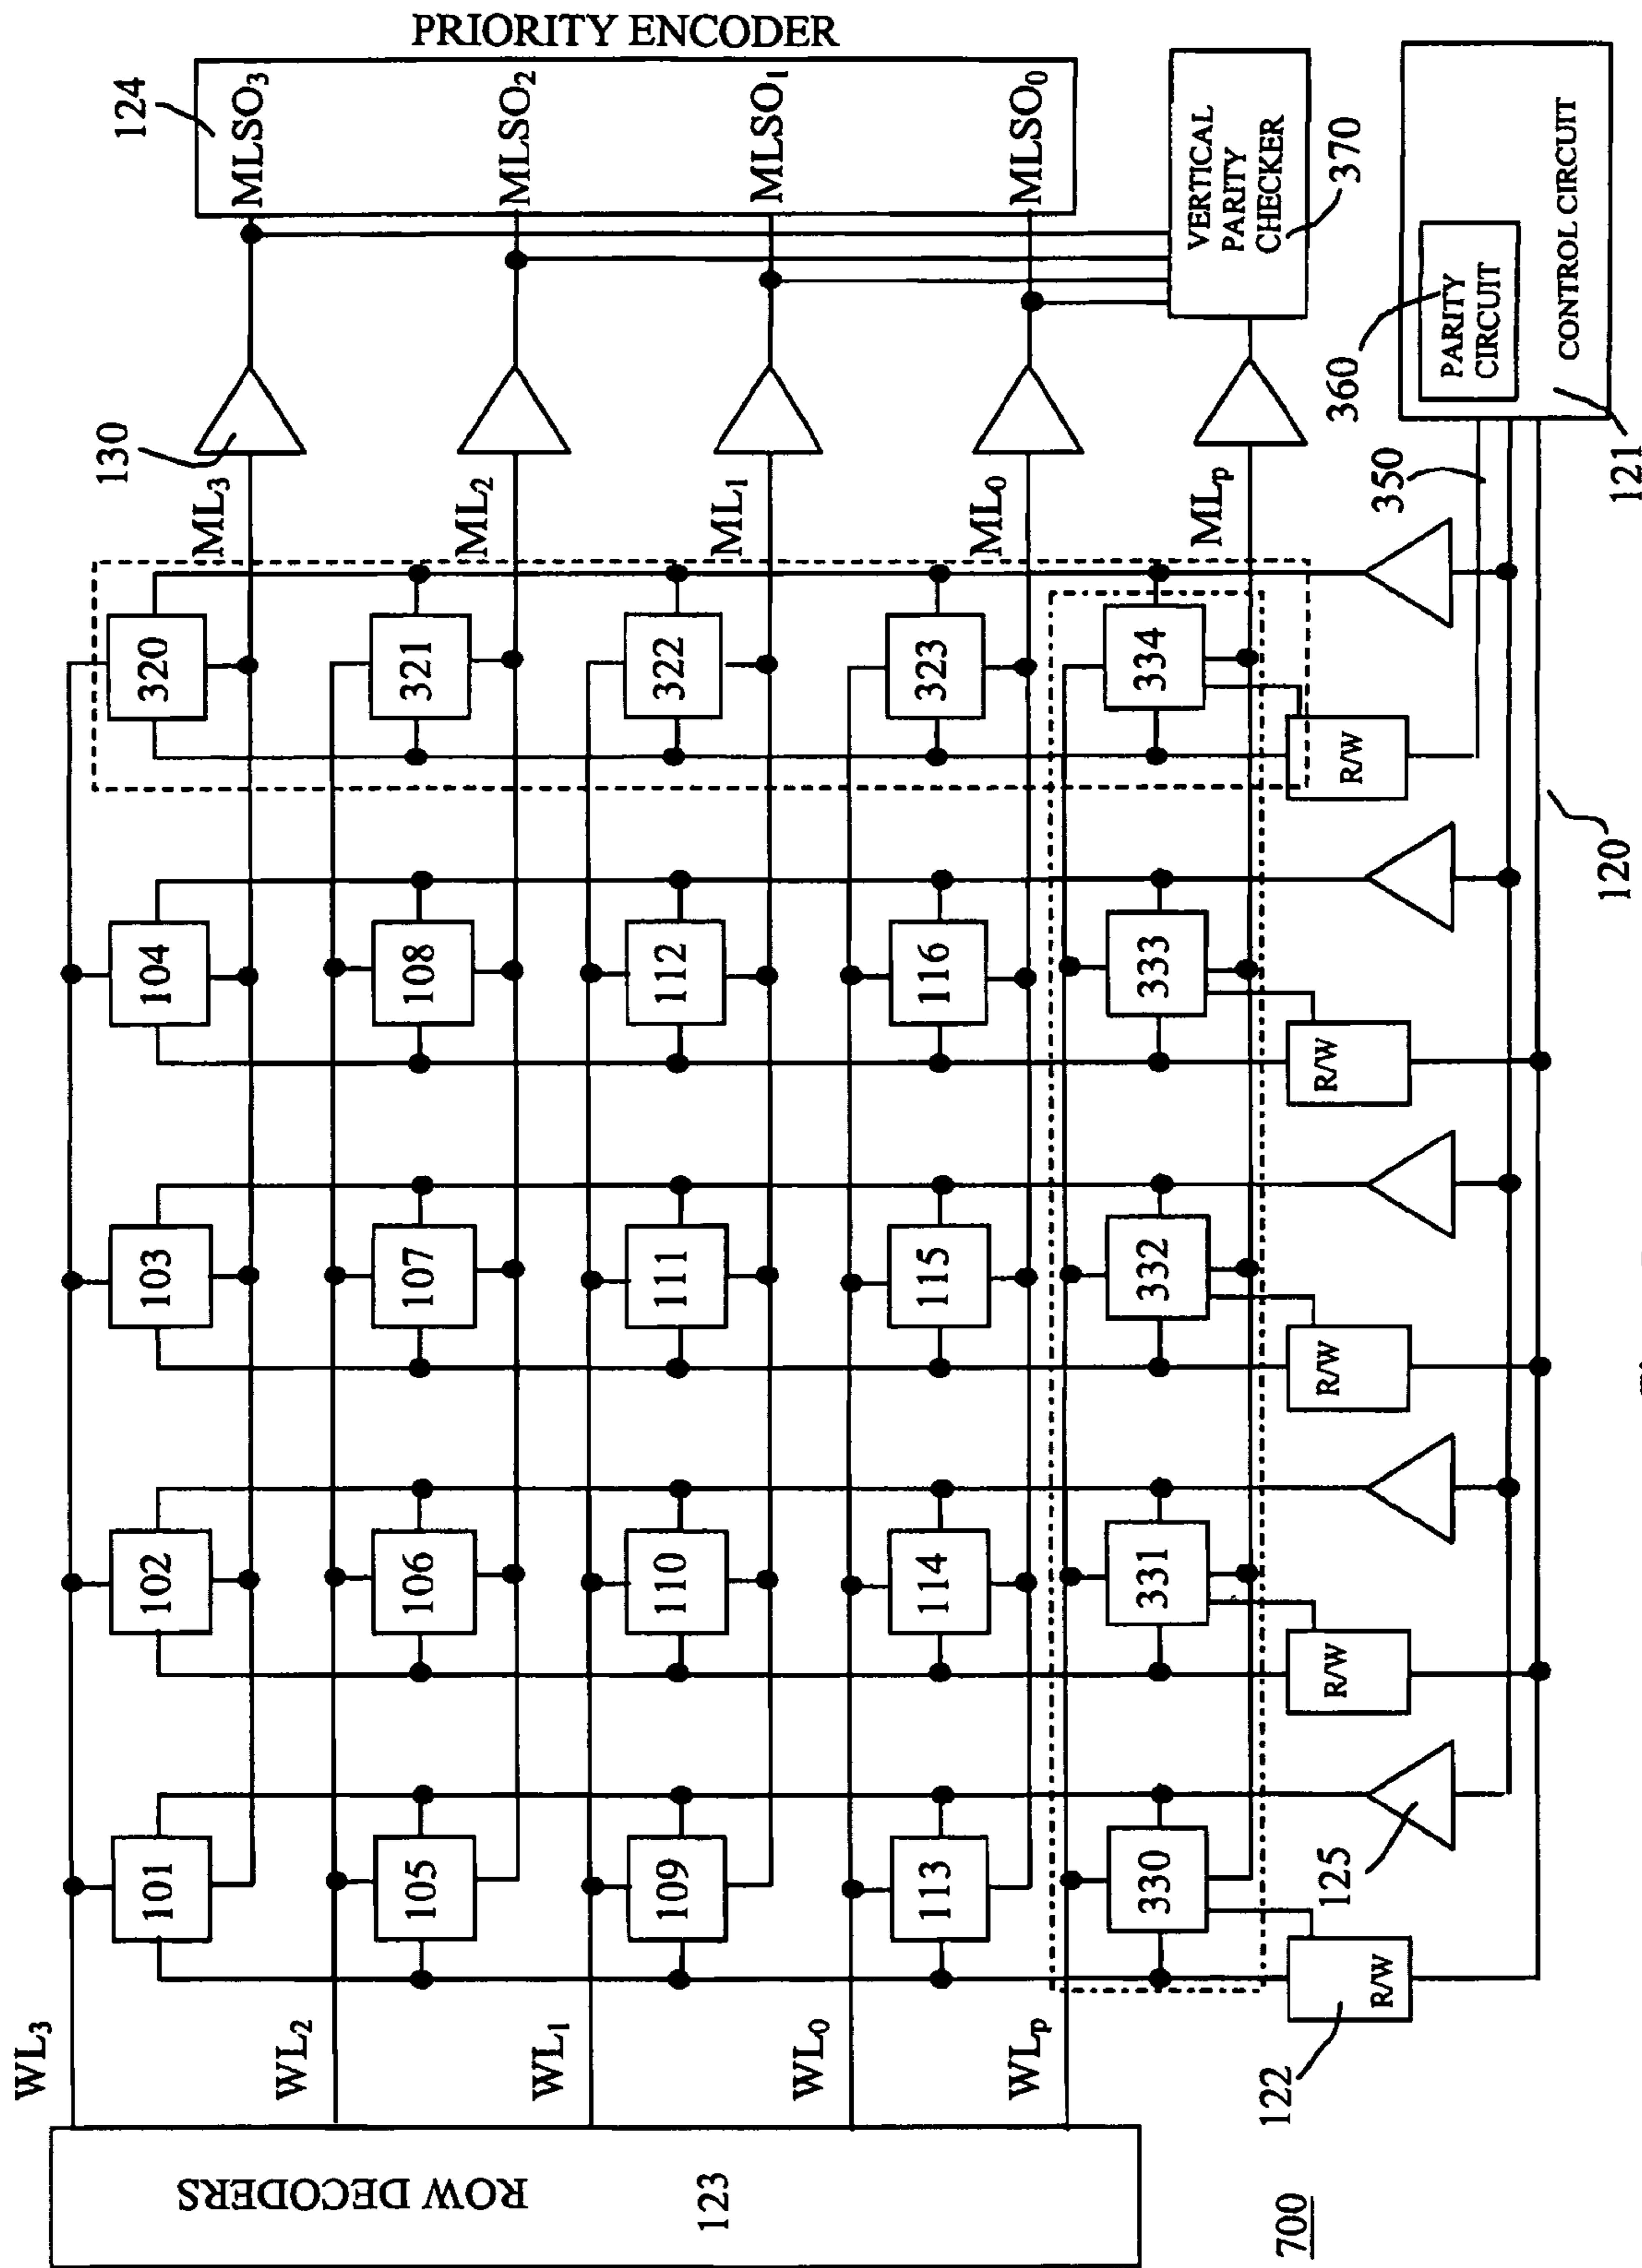 PRIORITY ENCODER
124
MLSO3
MLSO2
MLSO1
MLSO0
VERTICAL
PARITY
CHECKER
370
PARITY
CIRCUIT
360
CONTROL CIRCUIT
121
350
120
130
ML3
ML2
ML1
ML0
MLp
320
321
322
323
334
R/W
104
108
112
116
333
R/W
103
107
111
115
332
R/W
102
106
110
114
331
R/W
101
105
109
113
330
125
R/W
122
WL3
WL2
WL1
WL0
WLp
ROW DECODERS
123
700